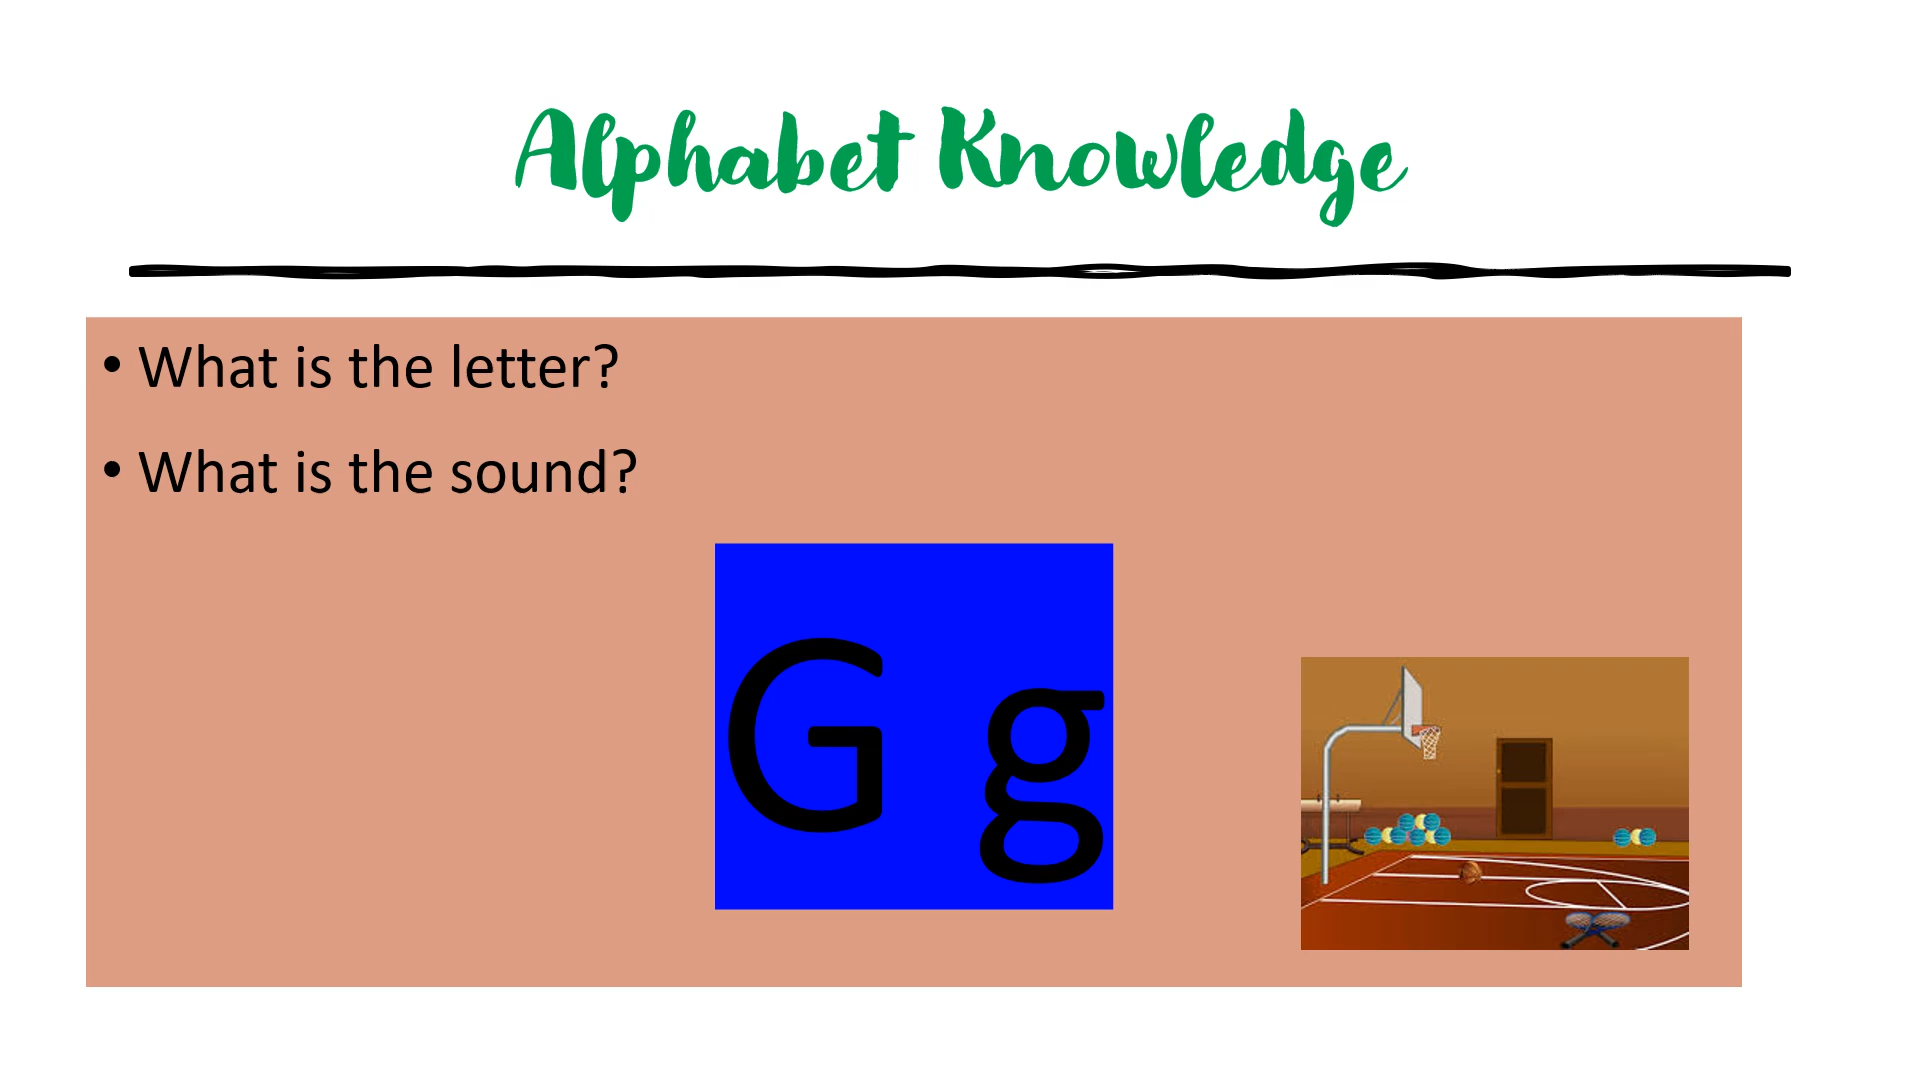 Alphabet Knowledge
• What is the letter?
• What is the sound?
G g